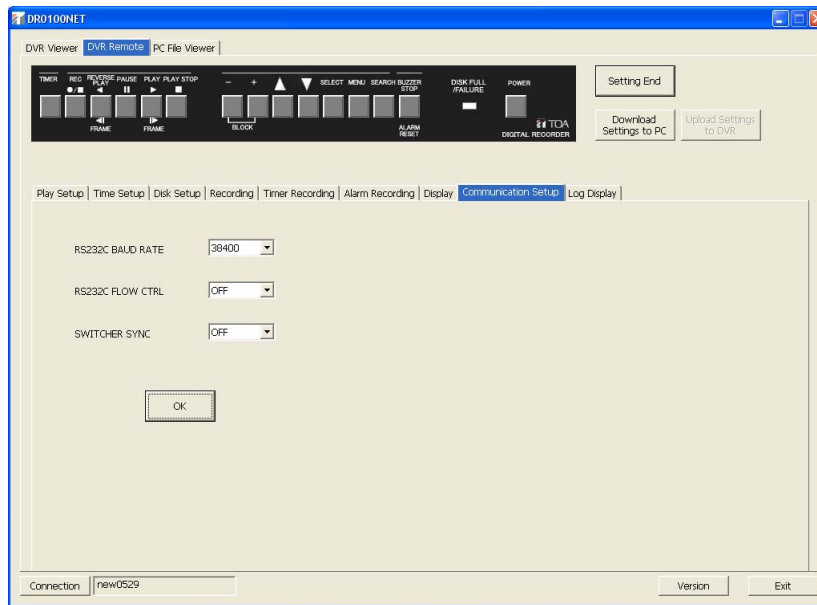 DR0100NET
DVR Viewer DVR Remote PC File Viewer
TIMER REC REVERSE PLAY PAUSE PLAY PLAY STOP - + SELECT MENU SEARCH BUZZER STOP DISK FULL /FAILURE POWER
FRAME FRAME BLOCK ALARM RESET TOA DIGITAL RECORDER
Setting End
Download Settings to PC
Upload Settings to DVR
Play Setup Time Setup Disk Setup Recording Timer Recording Alarm Recording Display Communication Setup Log Display
RS232C BAUD RATE 38400
RS232C FLOW CTRL OFF
SWITCHER SYNC OFF
OK
Connection new0529 Version Exit